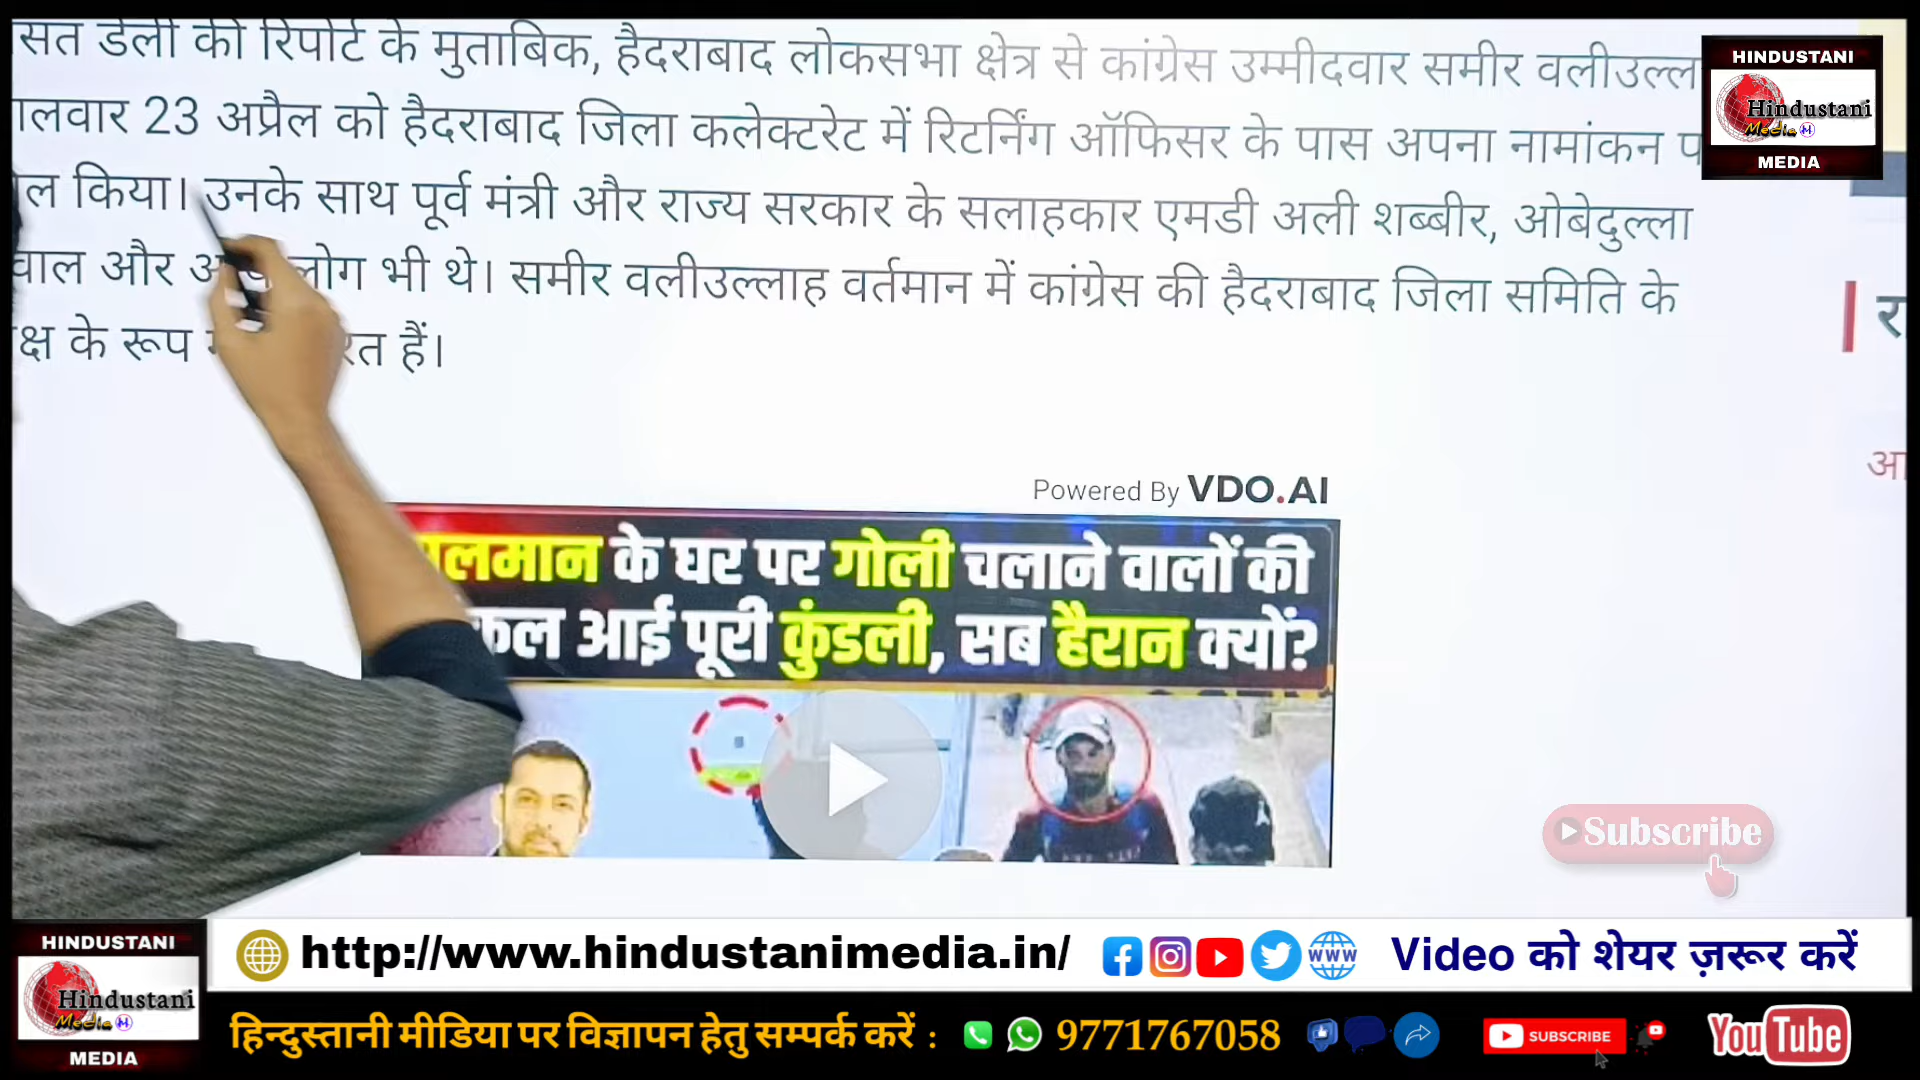 सत डेली की रिपोर्ट के मुताबिक, हैदराबाद लोकसभा क्षेत्र से कांग्रेस उम्मीदवार समीर वलीउल्ल
लवार 23 अप्रैल को हैदराबाद जिला कलेक्टरेट में रिटर्निंग ऑफिसर के पास अपना नामांकन प
ल किया। उनके साथ पूर्व मंत्री और राज्य सरकार के सलाहकार एमडी अली शब्बीर, ओबेदुल्ला
वाल और लोग भी थे। समीर वलीउल्लाह वर्तमान में कांग्रेस की हैदराबाद जिला समिति के
क्ष के रूप रत हैं।
HINDUSTANI
Hindustani
Media M
MEDIA
Powered By VDO.AI
लमान के घर पर गोली चलाने वालों की
कल आई पूरी कुंडली, सब हैरान क्यों?
Subscribe
HINDUSTANI
Hindustani
Media M
MEDIA
http://www.hindustanimedia.in/
WWW
Video को शेयर ज़रूर करें
हिन्दुस्तानी मीडिया पर विज्ञापन हेतु सम्पर्क करें : 9771767058
SUBSCRIBE
YouTube